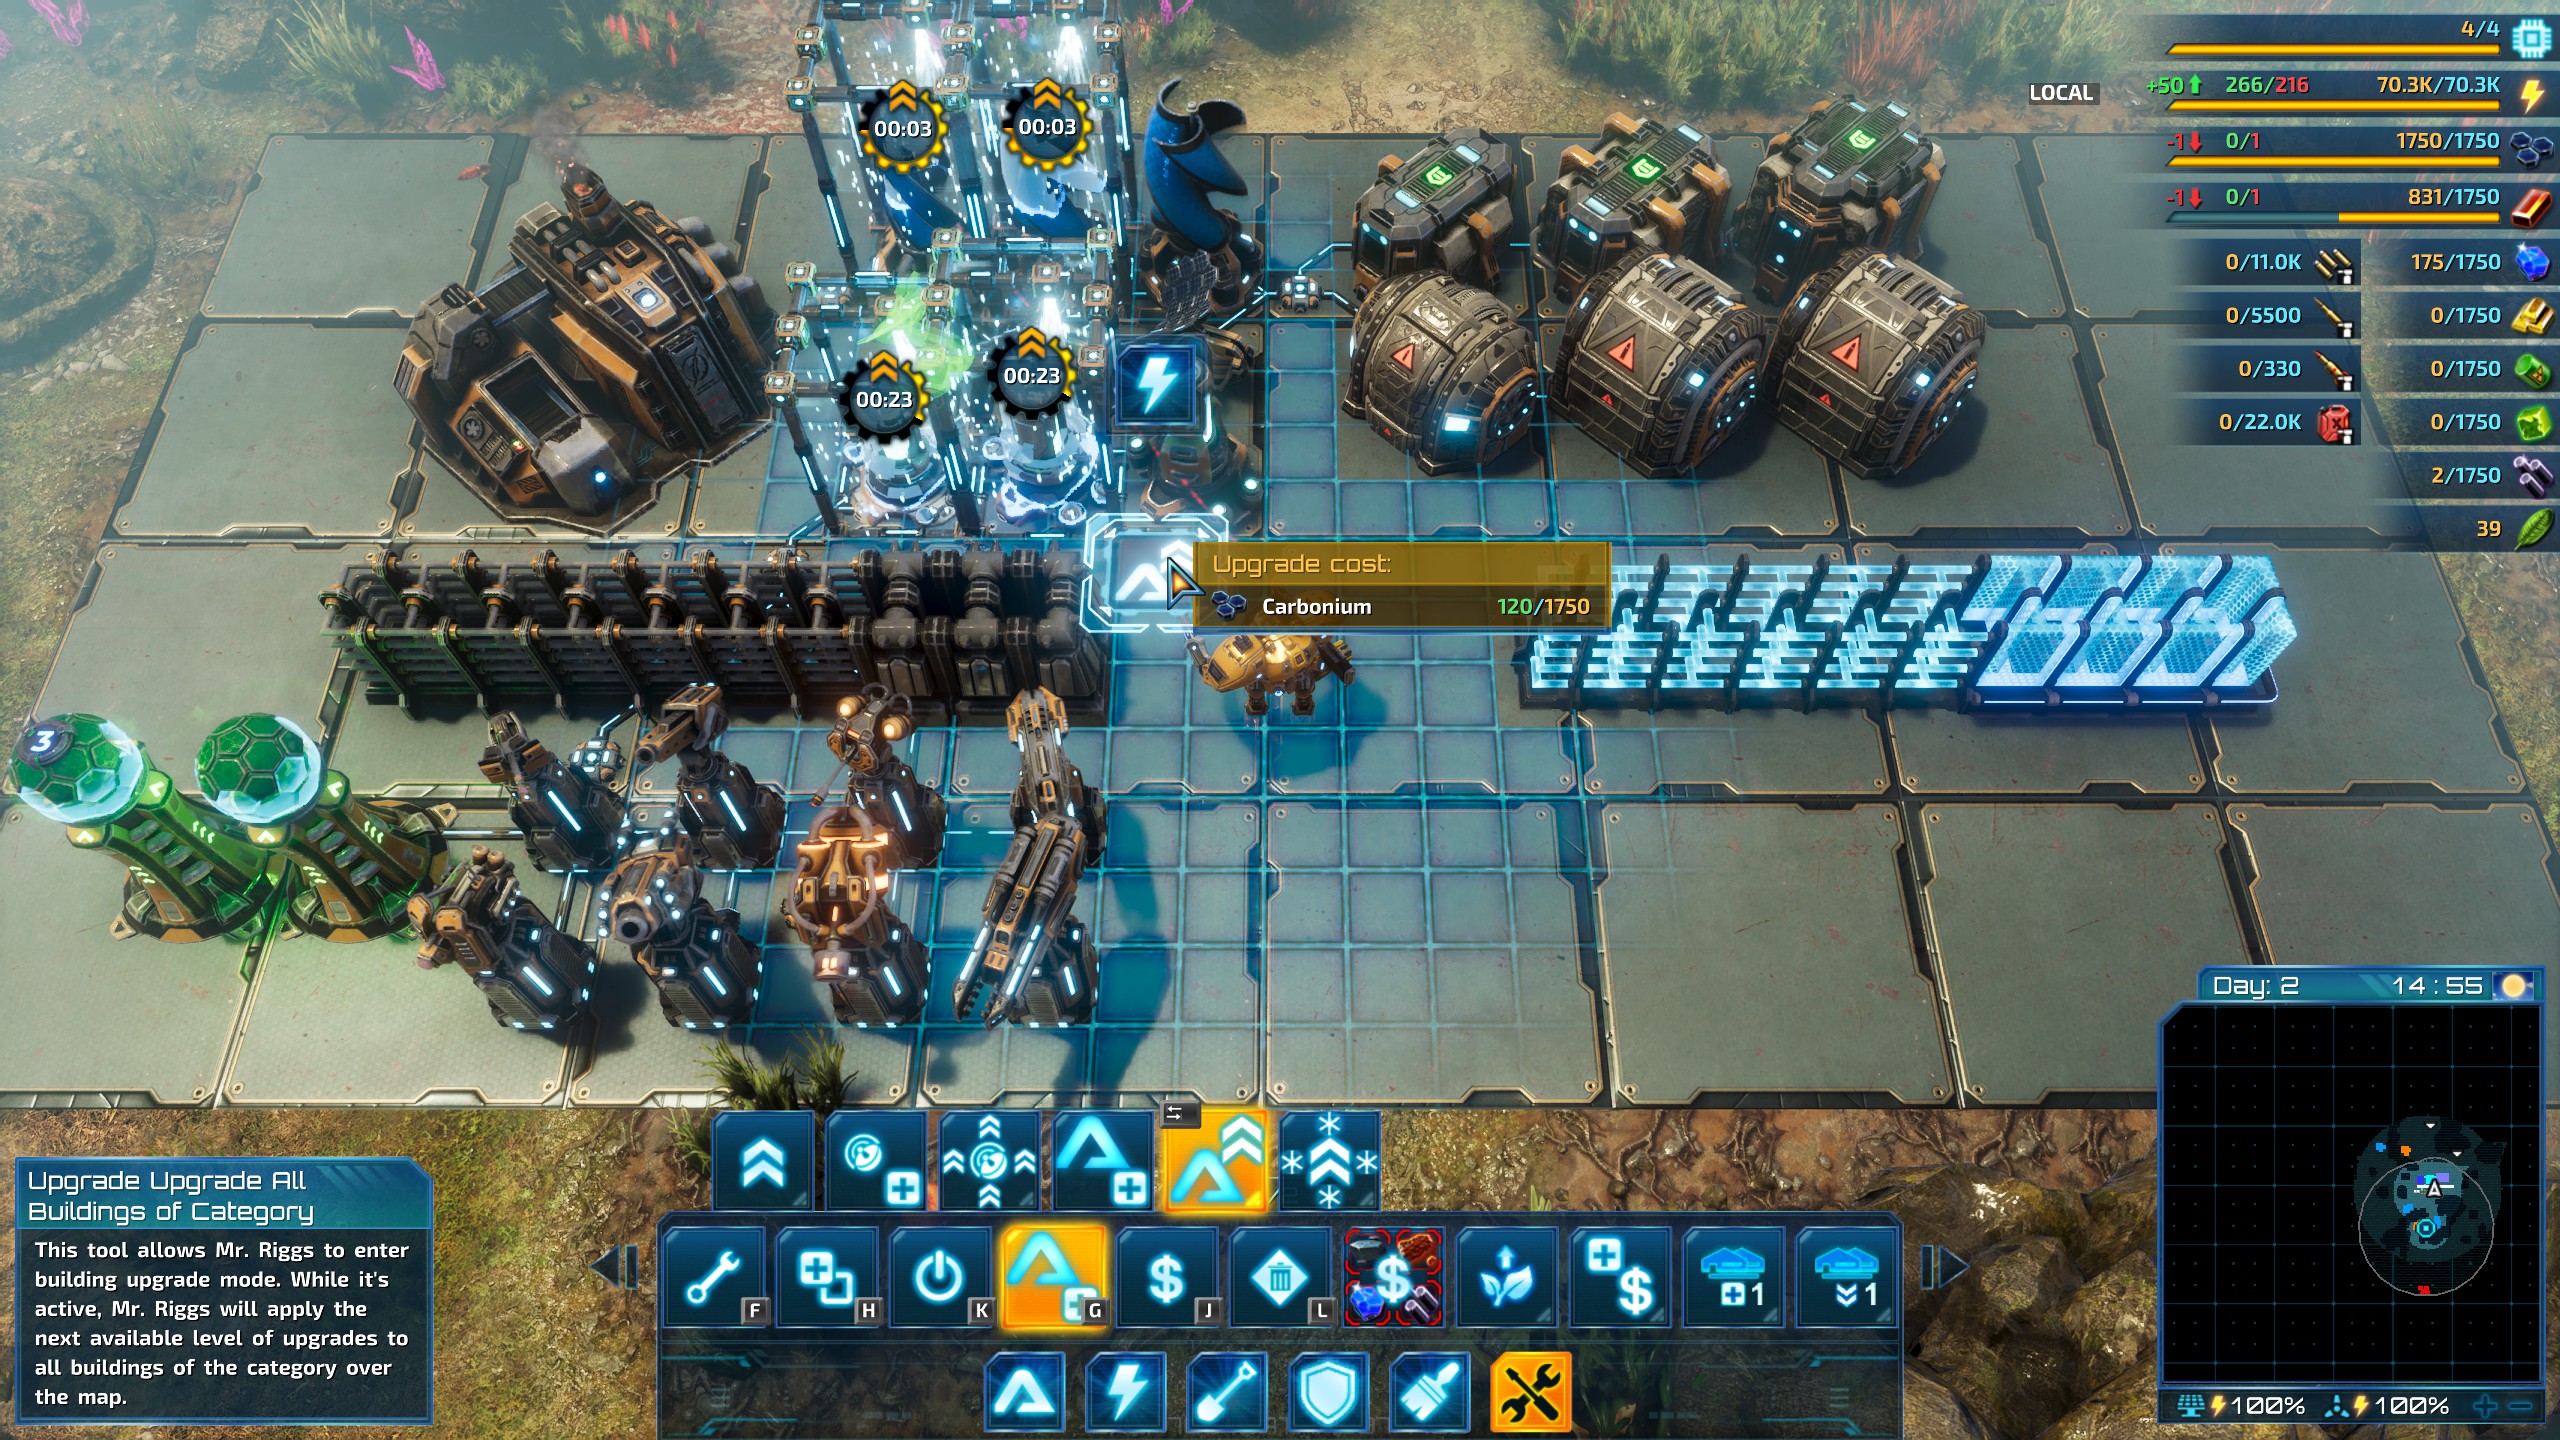 4/4
LOCAL
+50 266/216 70.3K/70.3K
-1 0/1 1750/1750
-1 0/1 831/1750
0/11.0K 175/1750
0/5500 0/1750
0/330 0/1750
0/22.0K 0/1750
2/1750
39
00:03 00:03
00:23 00:23
Upgrade cost:
Carbonium 120/1750
3
Day: 2 14:55
Upgrade Upgrade All
Buildings of Category
This tool allows Mr. Riggs to enter
building upgrade mode. While it's
active, Mr. Riggs will apply the
next available level of upgrades to
all buildings of the category over
the map.
F H K G J $ L $ $ 1 1
100% 100%